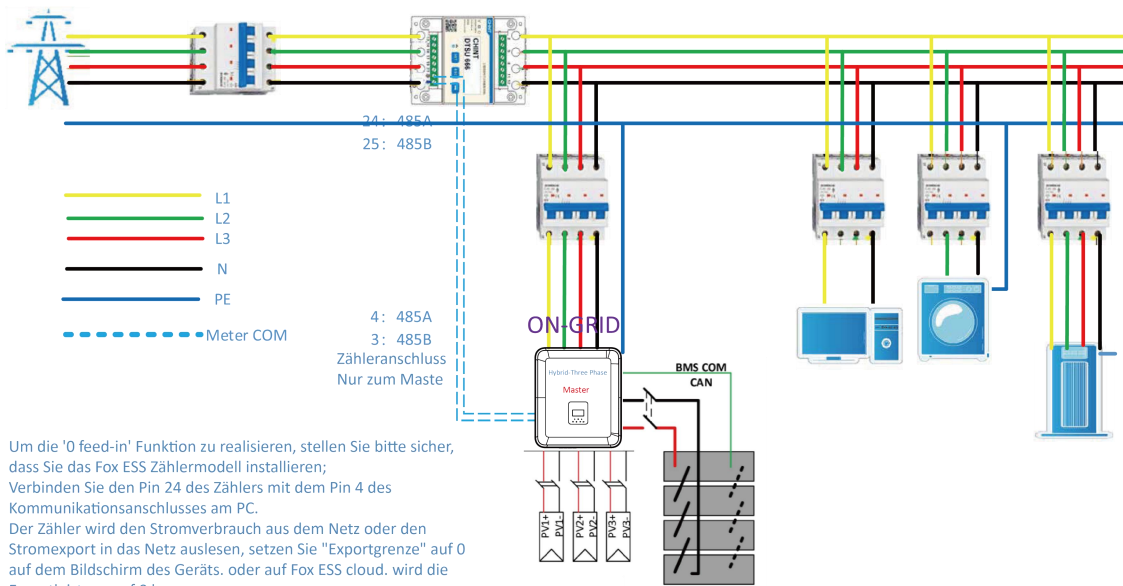 CHINT
DTSU 666
24: 485A
25: 485B
L1
L2
L3
N
PE
Meter COM
4: 485A
3: 485B
Zähleranschluss
Nur zum Maste
ON-GRID
Hybrid-Three Phase
Master
BMS COM
CAN
PV1+
PV1-
PV2+
PV2-
PV3+
PV3-
Um die '0 feed-in' Funktion zu realisieren, stellen Sie bitte sicher,
dass Sie das Fox ESS Zählermodell installieren;
Verbinden Sie den Pin 24 des Zählers mit dem Pin 4 des
Kommunikationsanschlusses am PC.
Der Zähler wird den Stromverbrauch aus dem Netz oder den
Stromexport in das Netz auslesen, setzen Sie "Exportgrenze" auf 0
auf dem Bildschirm des Geräts. oder auf Fox ESS cloud. wird die